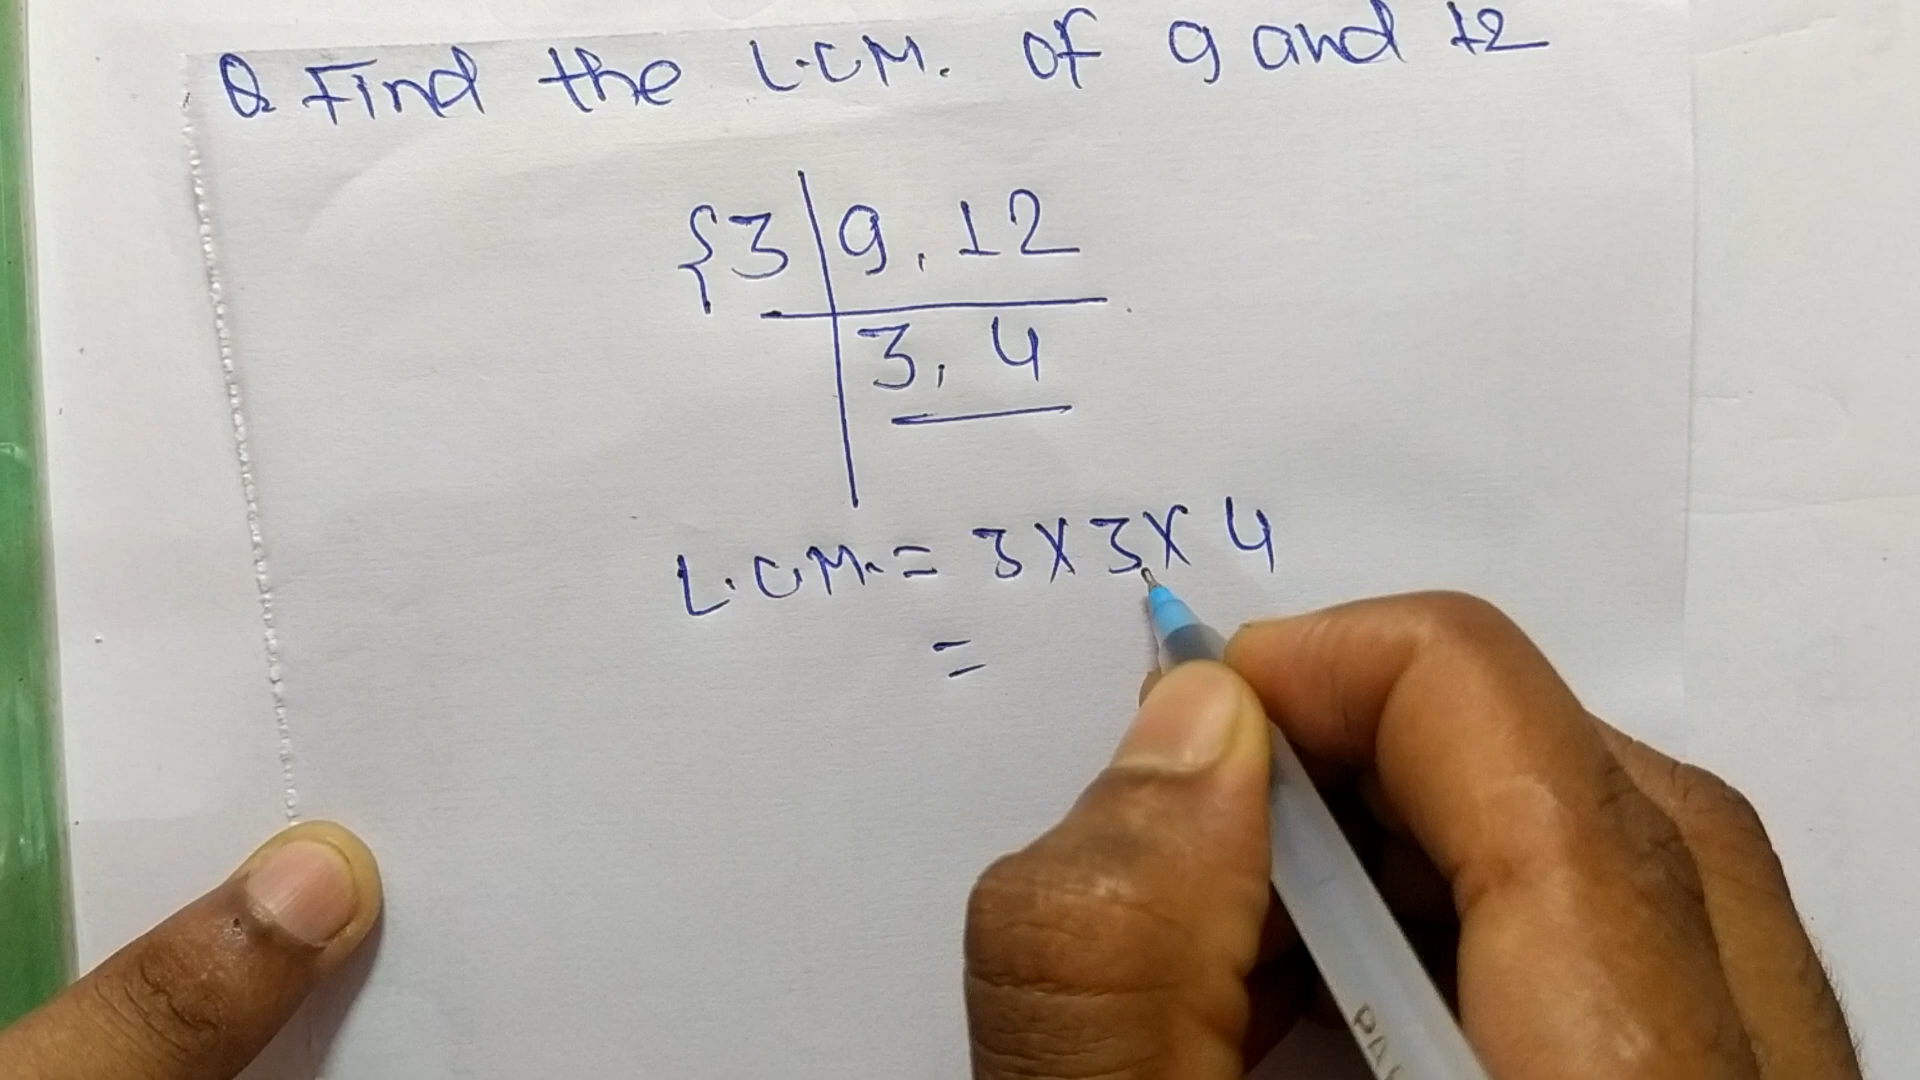 Q. Find the L.C.M. of 9 and 12
{3 | 9, 12
3, 4
L.C.M. = 3 × 3 × 4
=